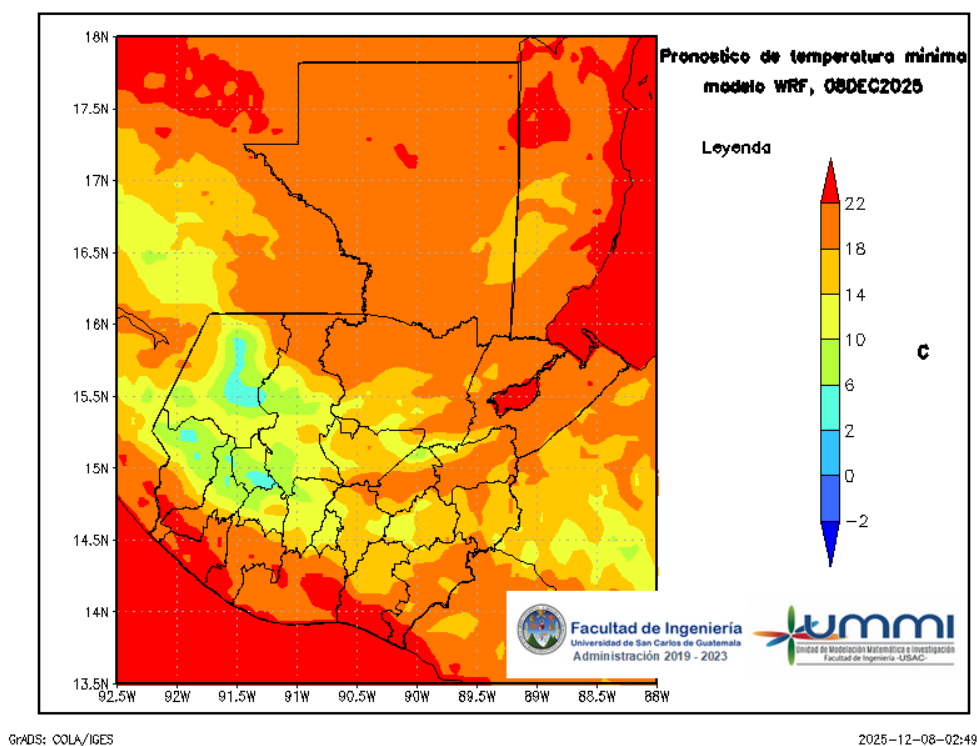 Pronostico de temperatura minima
modelo WRF, 08DEC2025
Leyenda
22
18
14
10
6
2
0
-2
C
18N
17.5N
17N
16.5N
16N
15.5N
15N
14.5N
14N
13.5N
92.5W
92W
91.5W
91W
90.5W
90W
89.5W
89W
88.5W
88W
Facultad de Ingeniería
Universidad de San Carlos de Guatemala
Administración 2019 - 2023
ummi
Unidad de Modelación Matemática e Investigación
Facultad de Ingeniería -USAC-
GrADS: COLA/IGES
2025-12-08-02:49